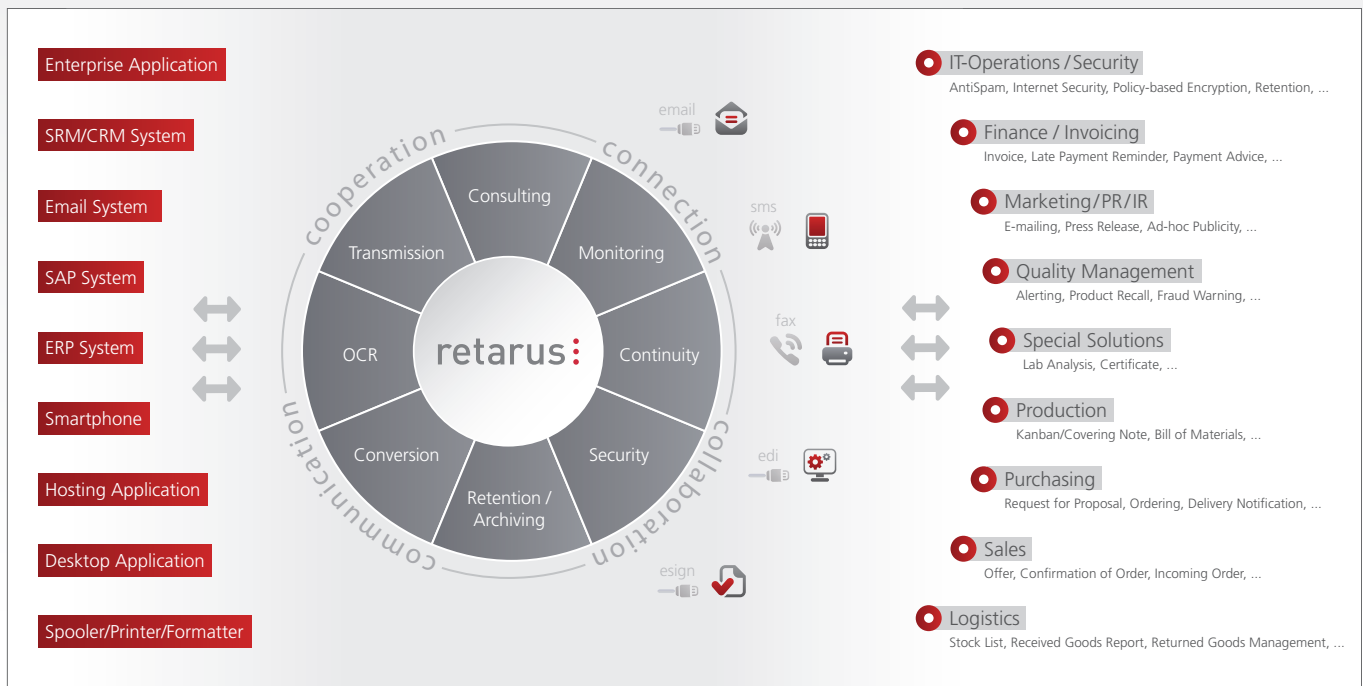 Enterprise Application
SRM/CRM System
Email System
SAP System
ERP System
Smartphone
Hosting Application
Desktop Application
Spooler/Printer/Formatter
cooperation
connection
collaboration
communication
Consulting
Monitoring
Continuity
Security
Retention /
Archiving
Conversion
OCR
Transmission
retarus
email
sms
fax
edi
esign
IT-Operations / Security
AntiSpam, Internet Security, Policy-based Encryption, Retention, ...
Finance / Invoicing
Invoice, Late Payment Reminder, Payment Advice, ...
Marketing/PR/IR
E-mailing, Press Release, Ad-hoc Publicity, ...
Quality Management
Alerting, Product Recall, Fraud Warning, ...
Special Solutions
Lab Analysis, Certificate, ...
Production
Kanban/Covering Note, Bill of Materials, ...
Purchasing
Request for Proposal, Ordering, Delivery Notification, ...
Sales
Offer, Confirmation of Order, Incoming Order, ...
Logistics
Stock List, Received Goods Report, Returned Goods Management, ...